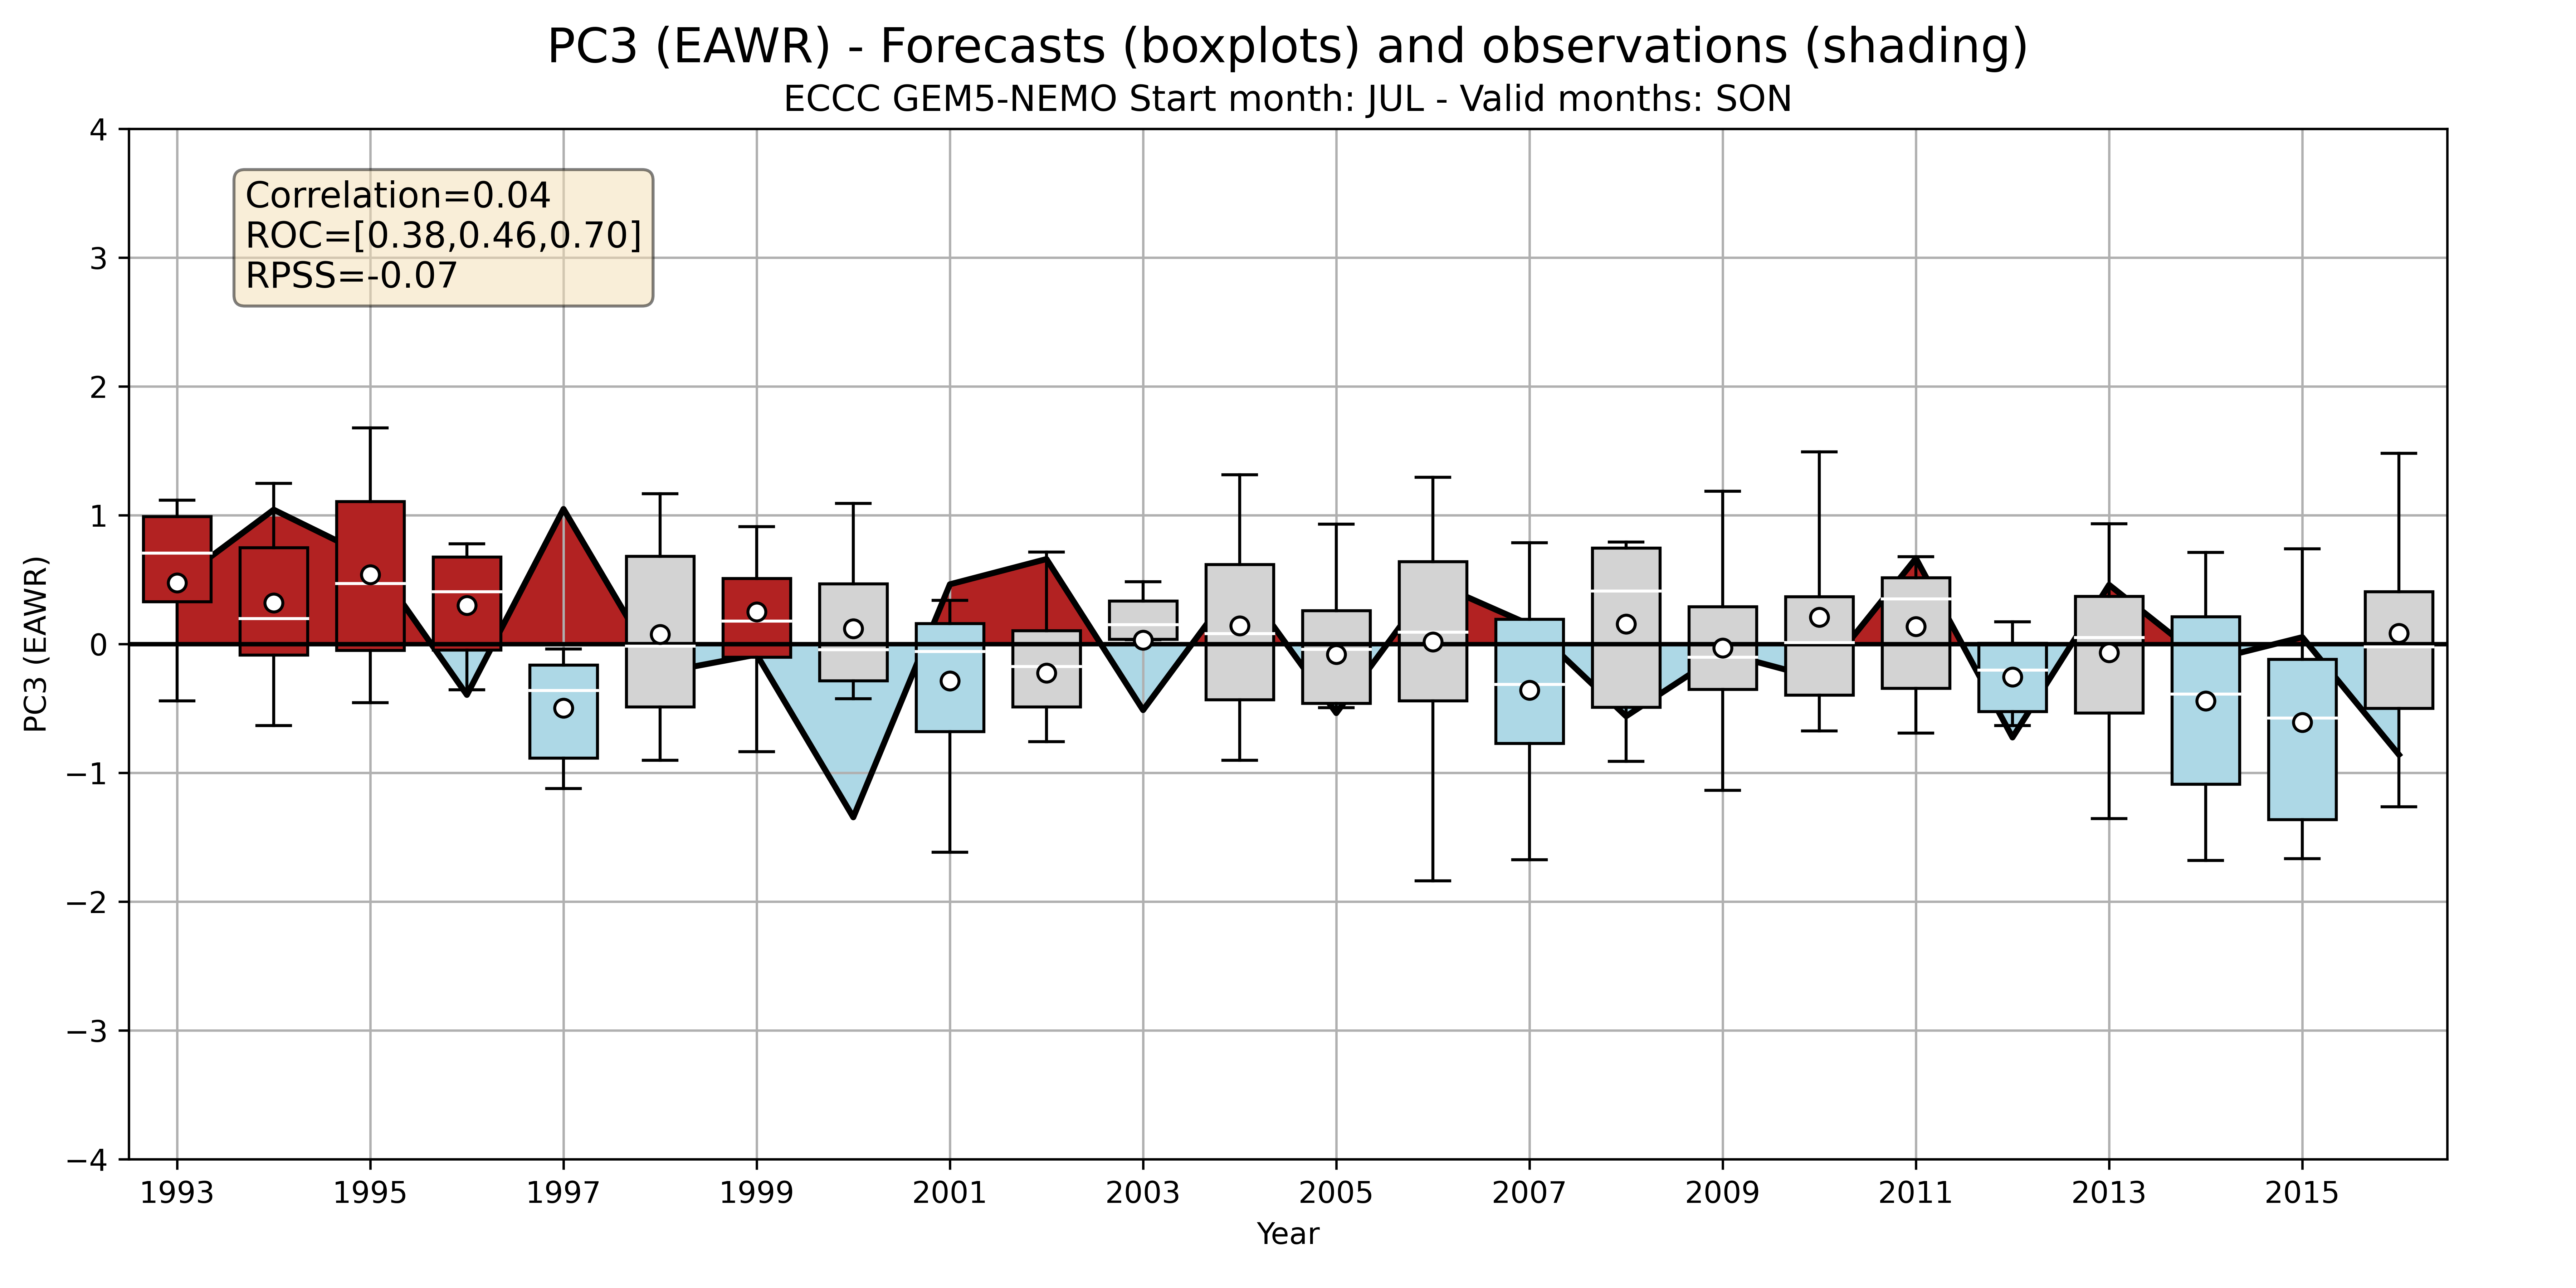 PC3 (EAWR) - Forecasts (boxplots) and observations (shading)
ECCC GEM5-NEMO Start month: JUL - Valid months: SON
Correlation=0.04
ROC=[0.38,0.46,0.70]
RPSS=-0.07
PC3 (EAWR)
4
3
2
1
0
−1
−2
−3
−4
1993 1995 1997 1999 2001 2003 2005 2007 2009 2011 2013 2015
Year